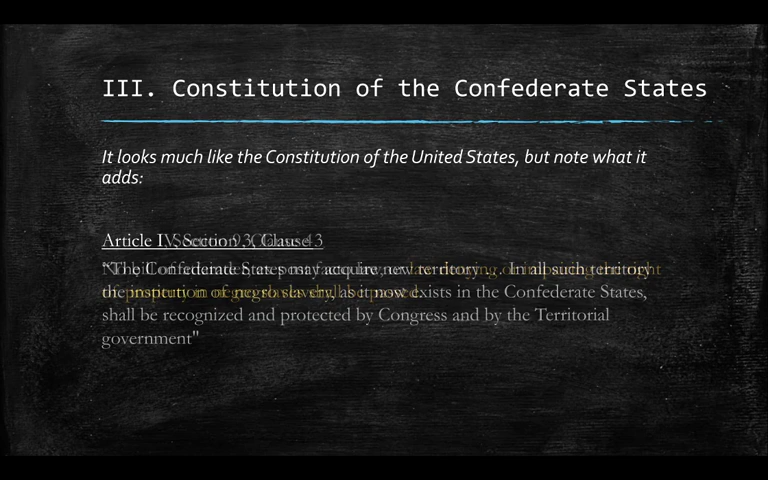 III. Constitution of the Confederate States
It looks much like the Constitution of the United States, but note what it
adds:
Article
The Confederate States may acquire new territory . . . In all such territory
the institution of negro slavery, as it now exists in the Confederate States,
shall be recognized and protected by Congress and by the Territorial
government"